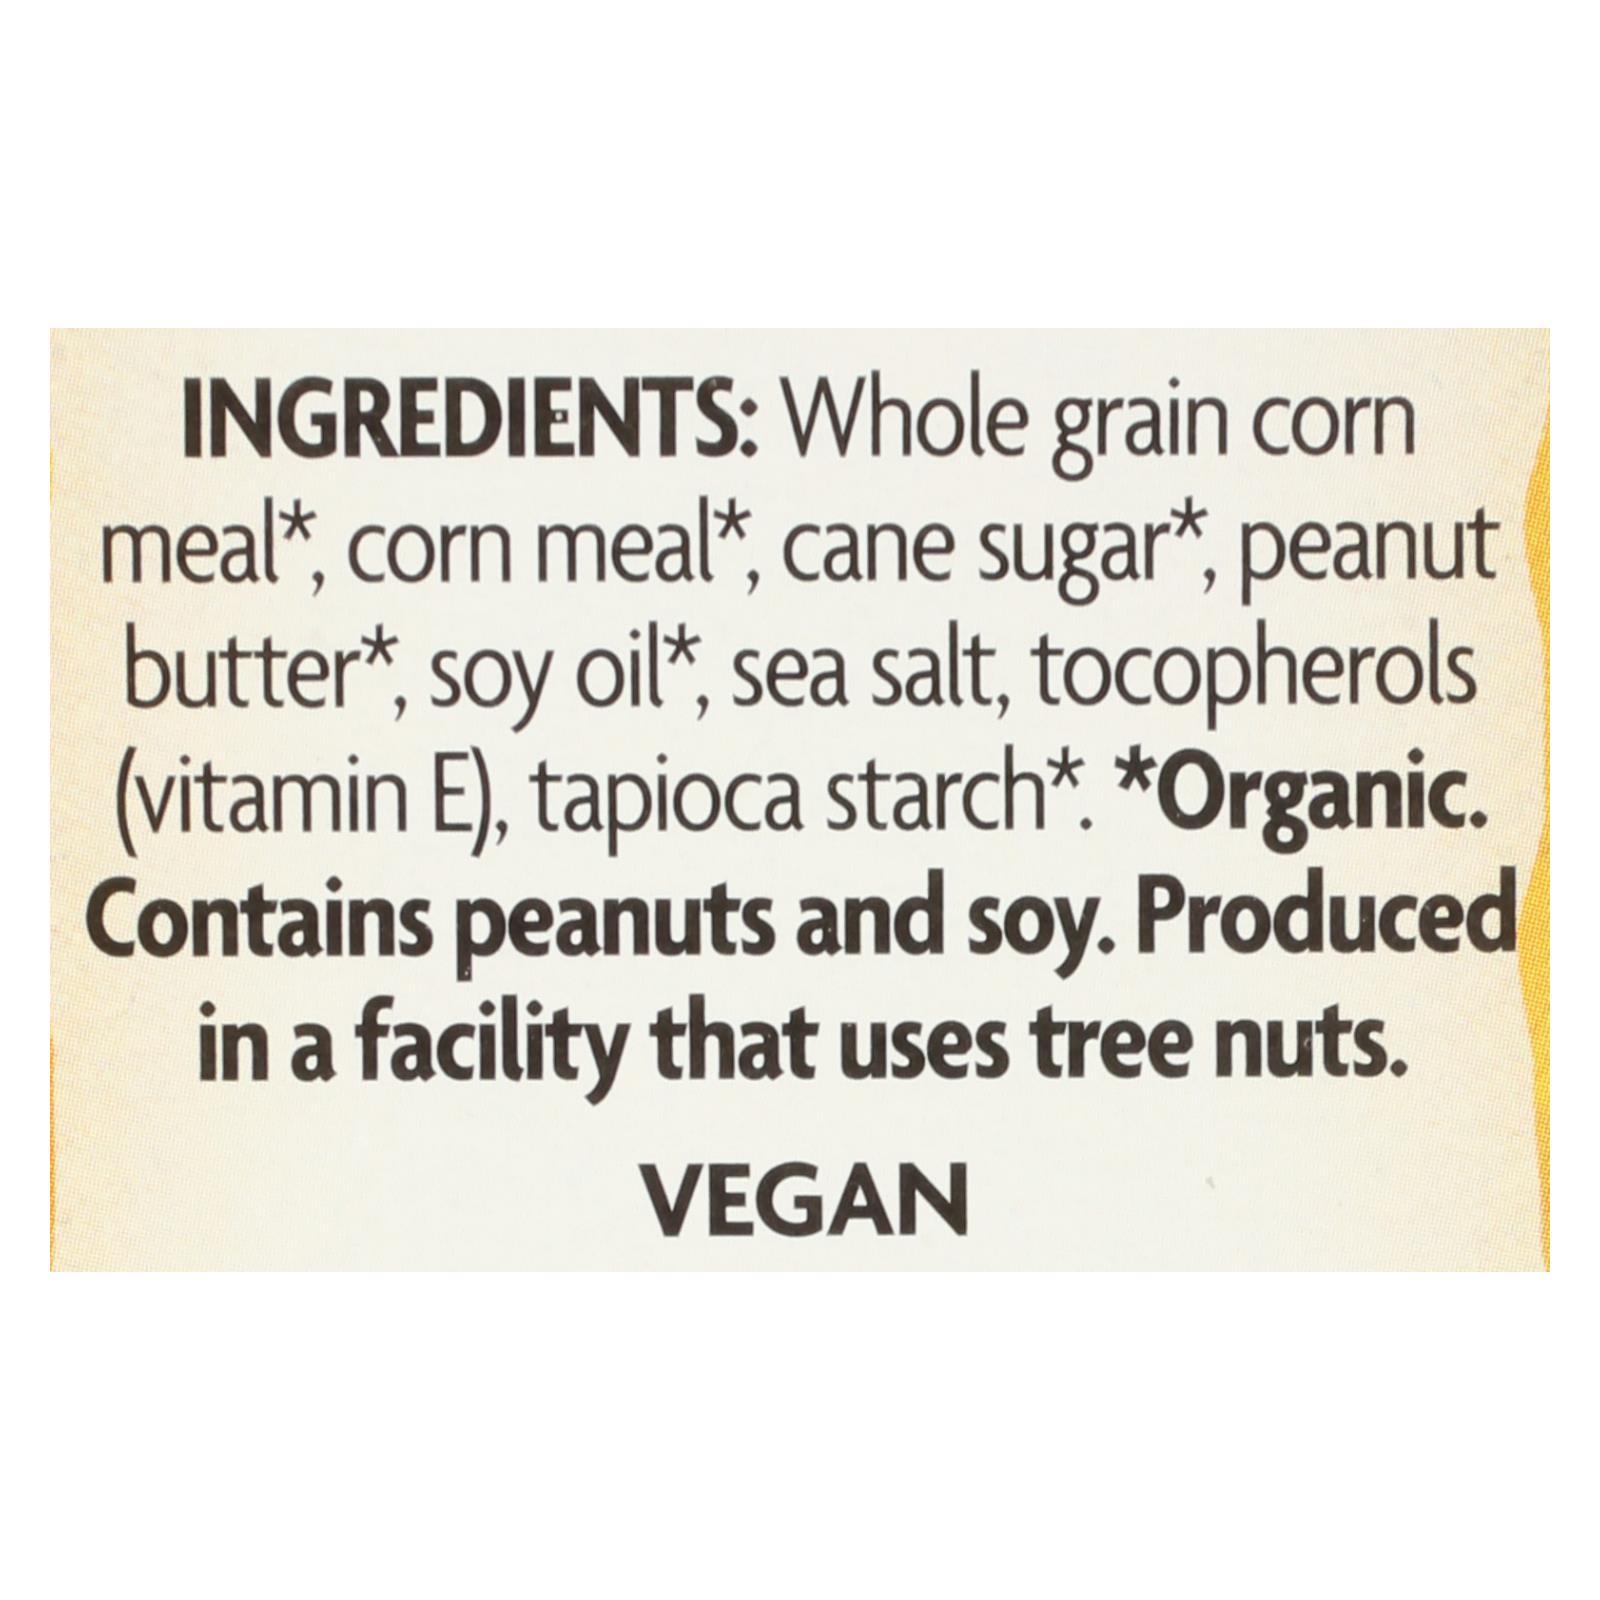 INGREDIENTS: Whole grain corn
meal*, corn meal*, cane sugar*, peanut
butter*, soy oil*, sea salt, tocopherols
(vitamin E), tapioca starch*. *Organic.
Contains peanuts and soy. Produced
in a facility that uses tree nuts.
VEGAN